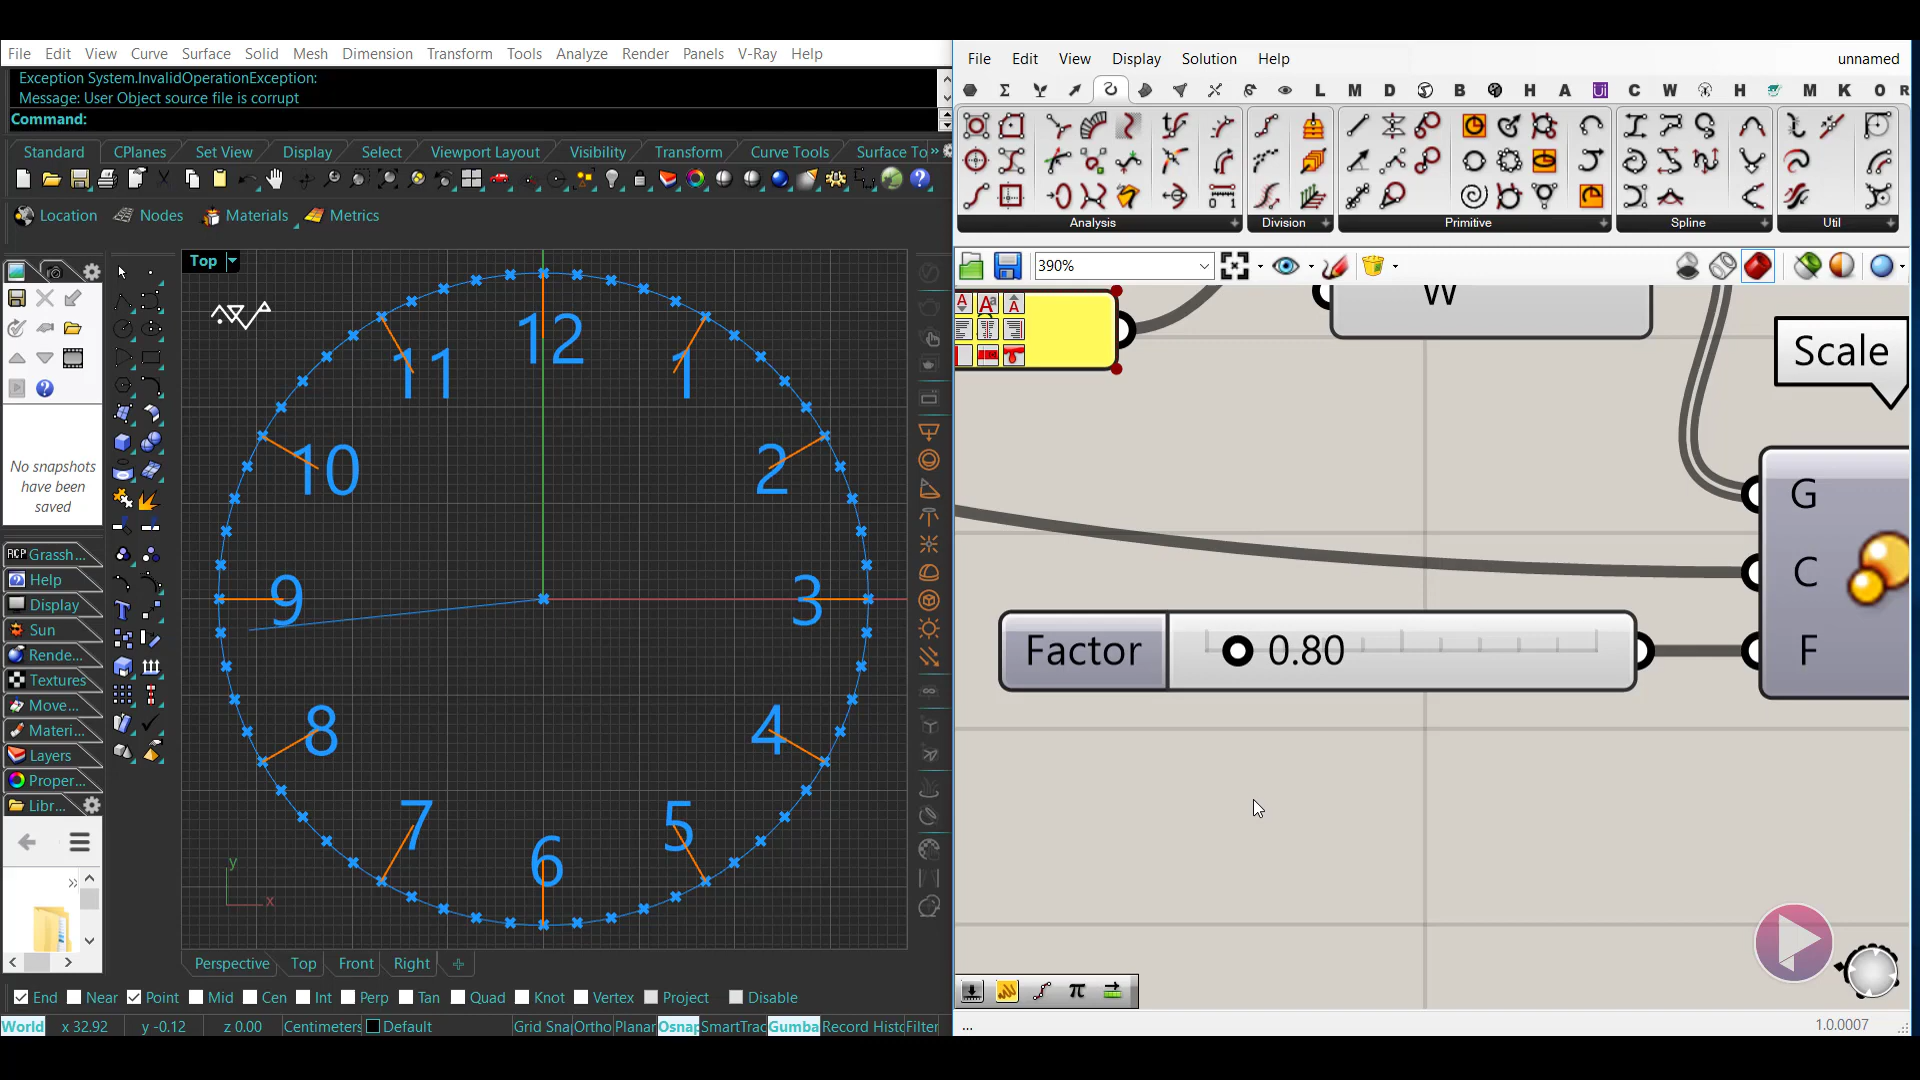 File Edit View Curve Surface Solid Mesh Dimension Transform Tools Analyze Render Panels V-Ray Help
Exception System.InvalidOperationException:
Message: User Object source file is corrupt
Command:
Standard CPlanes Set View Display Select Viewport Layout Visibility Transform Curve Tools Surface To
Location Nodes Materials Metrics
Top
No snapshots
have been
saved
Grassh...
Help
Display
Sun
Rende...
Textures
Move...
Materi...
Layers
Proper...
Libr...
12
11
1
10
2
9
3
8
4
7
5
6
y
x
Perspective Top Front Right
End Near Point Mid Cen Int Perp Tan Quad Knot Vertex Project Disable
World x 32.92 y -0.12 z 0.00 Centimeters Default Grid Sna Ortho Planar Osnap SmartTrac Gumba Record Histo Filter
File Edit View Display Solution Help unnamed
L M D B H A C W H M K O R
Analysis Division Primitive Spline Util
390%
W
Scale
G
C
Factor 0.80 F
...
1.0.0007